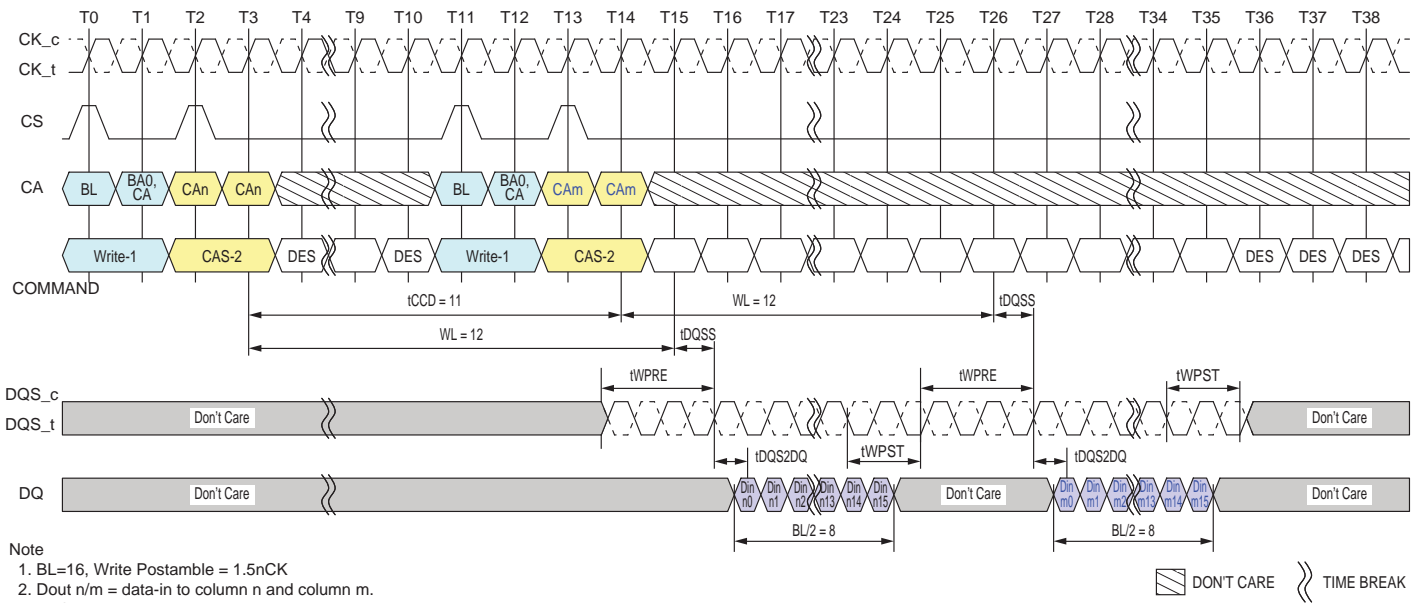 T0 T1 T2 T3 T4 T9 T10 T11 T12 T13 T14 T15 T16 T17 T23 T24 T25 T26 T27 T28 T34 T35 T36 T37 T38
CK_c
CK_t
CS
CA BL BA0, CA CAn CAn BL BA0, CA CAm CAm
Write-1 CAS-2 DES DES Write-1 CAS-2 DES DES DES
COMMAND
tCCD = 11 WL = 12 tDQSS
WL = 12 tDQSS
tWPRE tWPRE tWPST
DQS_c
DQS_t Don't Care Don't Care
tDQS2DQ tWPST tDQS2DQ
DQ Don't Care Din n0 Din n1 Din n2 Din n13 Din n14 Din n15 Don't Care Din m0 Din m1 Din m2 Din m13 Din m14 Din m15 Don't Care
BL/2 = 8 BL/2 = 8
Note
1. BL=16, Write Postamble = 1.5nCK
2. Dout n/m = data-in to column n and column m.
DON'T CARE TIME BREAK